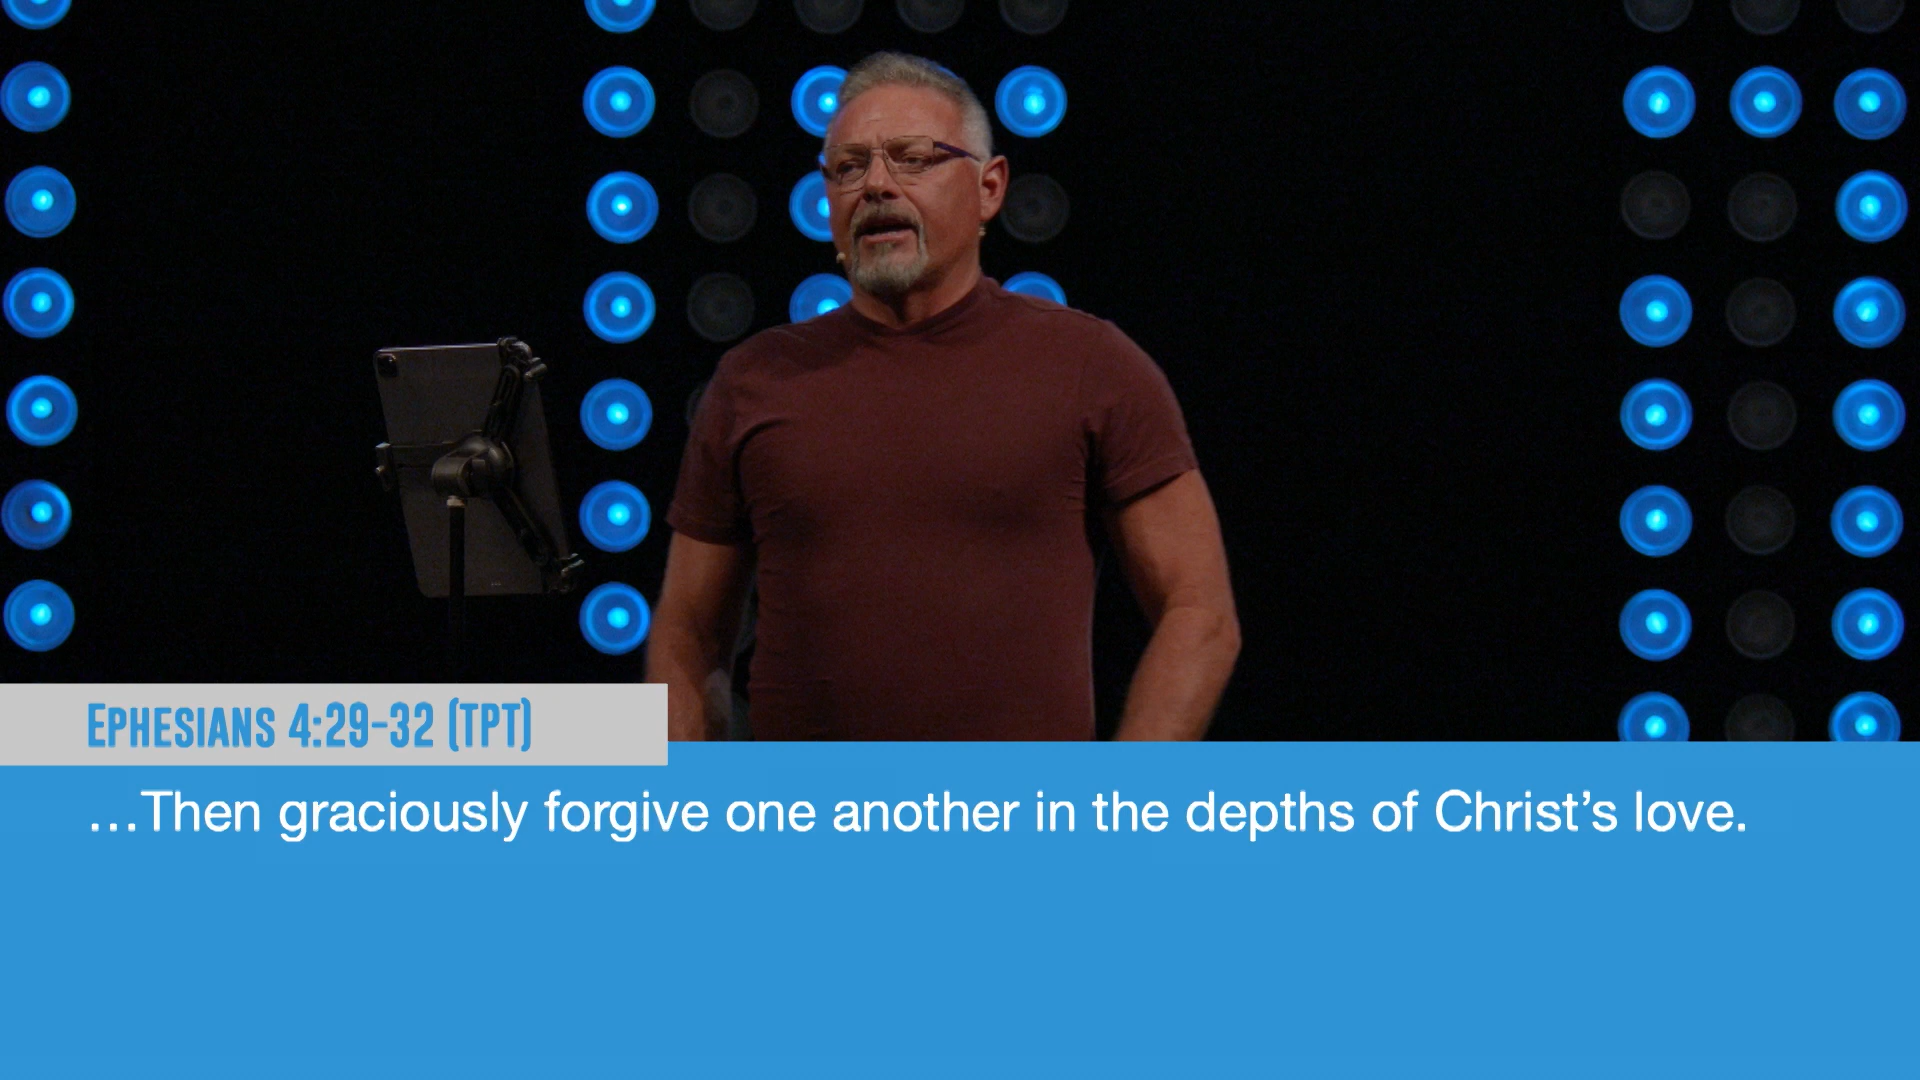 Ephesians 4:29-32 (TPT)
…Then graciously forgive one another in the depths of Christ’s love.